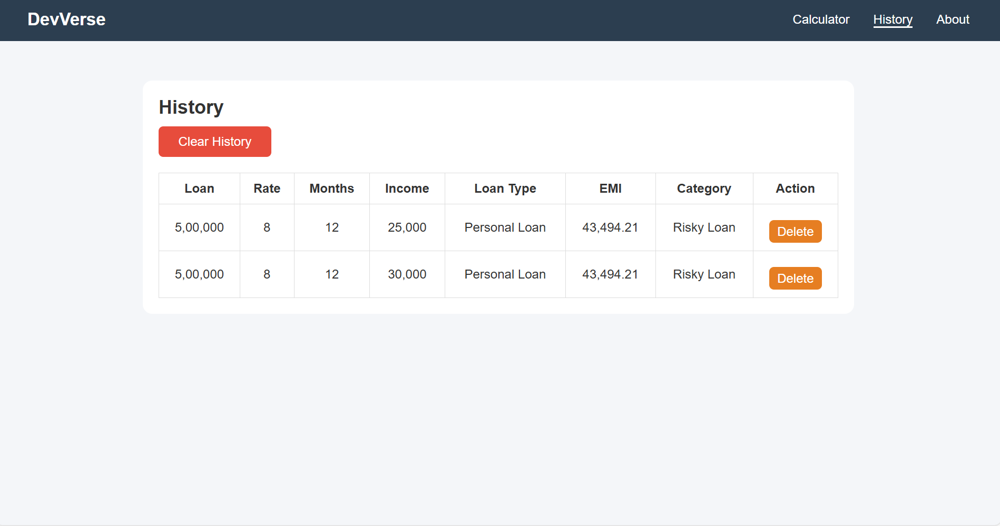 DevVerse Calculator History About
History
Clear History
Loan Rate Months Income Loan Type EMI Category Action
5,00,000 8 12 25,000 Personal Loan 43,494.21 Risky Loan Delete
5,00,000 8 12 30,000 Personal Loan 43,494.21 Risky Loan Delete